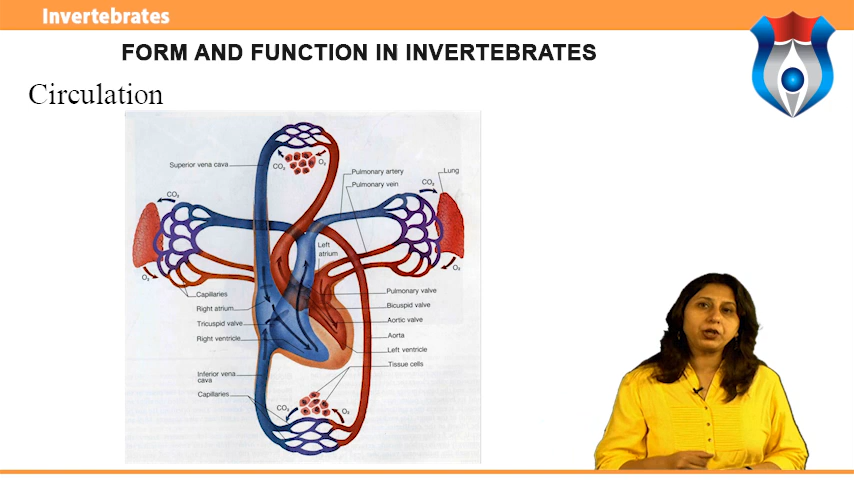 Invertebrates
FORM AND FUNCTION IN INVERTEBRATES
Circulation
Superior vena cava
CO₂
O₂
Pulmonary artery
Pulmonary vein
Lung
CO₂
CO₂
Left
atrium
O₂
O₂
Capillaries
Right atrium
Tricuspid valve
Right ventricle
Pulmonary valve
Bicuspid valve
Aortic valve
Aorta
Left ventricle
Tissue cells
Inferior vena
cava
Capillaries
CO₂
O₂